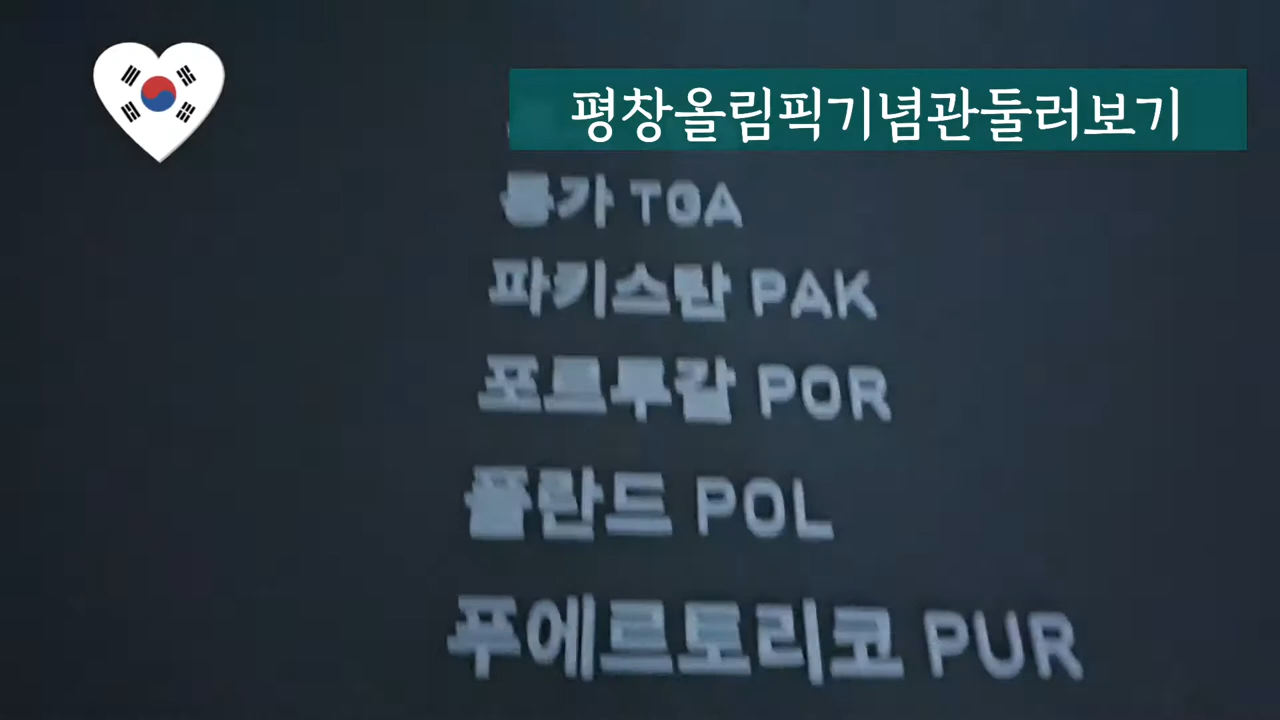 평창올림픽기념관둘러보기
통가 TGA
파키스탄 PAK
포르투갈 POR
폴란드 POL
푸에르토리코 PUR